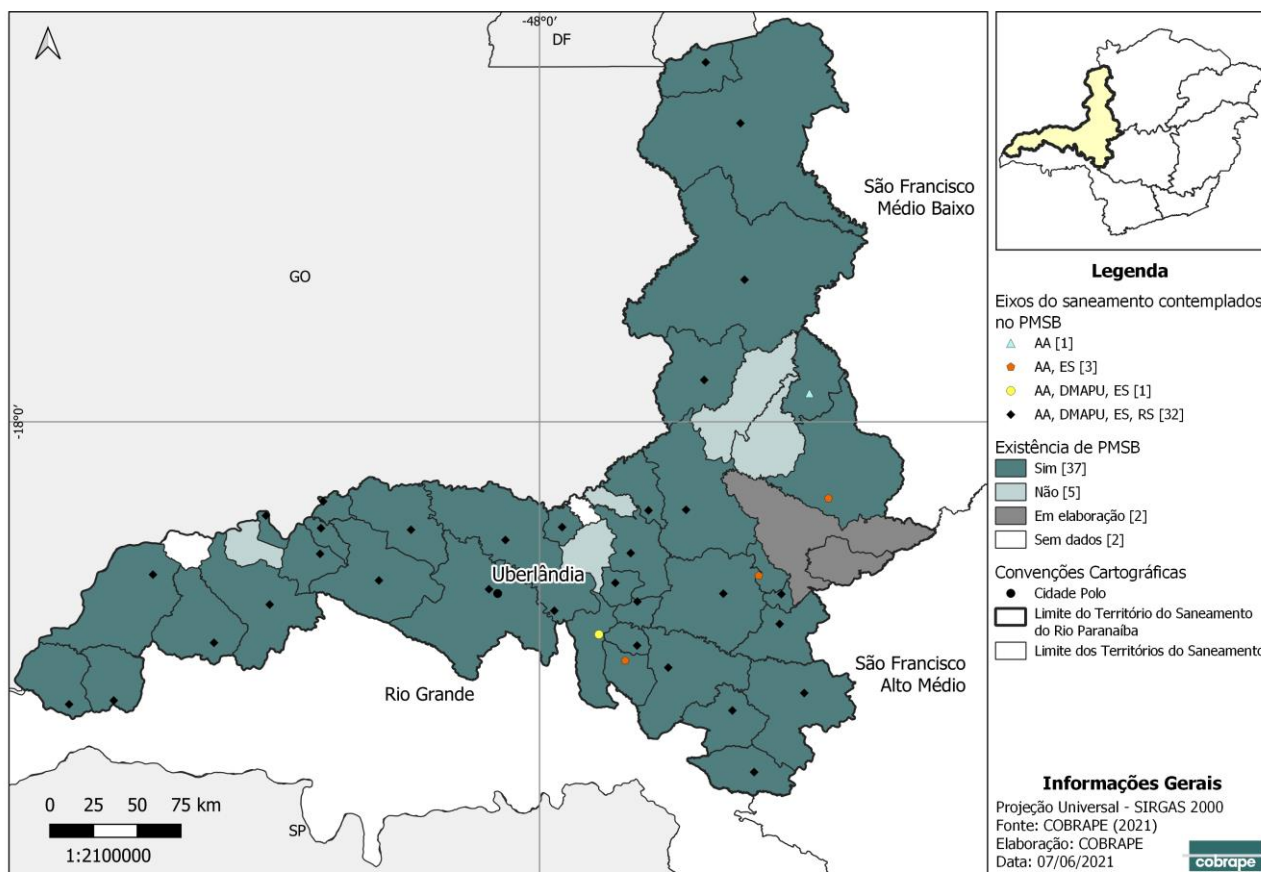 -48°0'
DF
São Francisco
Médio Baixo
GO
-18°0'
Uberlândia
Rio Grande
São Francisco
Alto Médio
0 25 50 75 km
1:2100000
SP
Legenda
Eixos do saneamento contemplados
no PMSB
AA [1]
AA, ES [3]
AA, DMAPU, ES [1]
AA, DMAPU, ES, RS [32]
Existência de PMSB
Sim [37]
Não [5]
Em elaboração [2]
Sem dados [2]
Convenções Cartográficas
Cidade Polo
Limite do Território do Saneamento
do Rio Paranaíba
Limite dos Territórios do Saneamento
Informações Gerais
Projeção Universal - SIRGAS 2000
Fonte: COBRAPE (2021)
Elaboração: COBRAPE
Data: 07/06/2021
cobrape